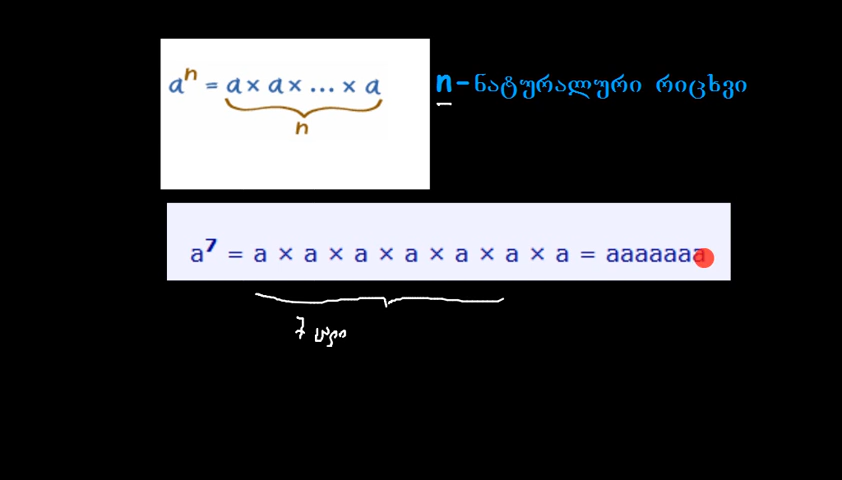 aⁿ = a × a × ... × a
n
n - ნატურალური რიცხვი
a⁷ = a × a × a × a × a × a × a = aaaaaaa
7